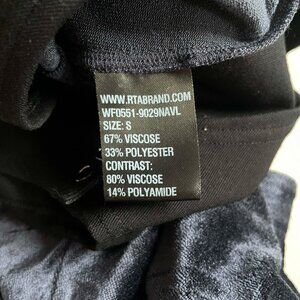 WWW.RTABRAND.COM
WF0551-9029NAVL
SIZE: S
67% VISCOSE
33% POLYESTER
CONTRAST:
80% VISCOSE
14% POLYAMIDE